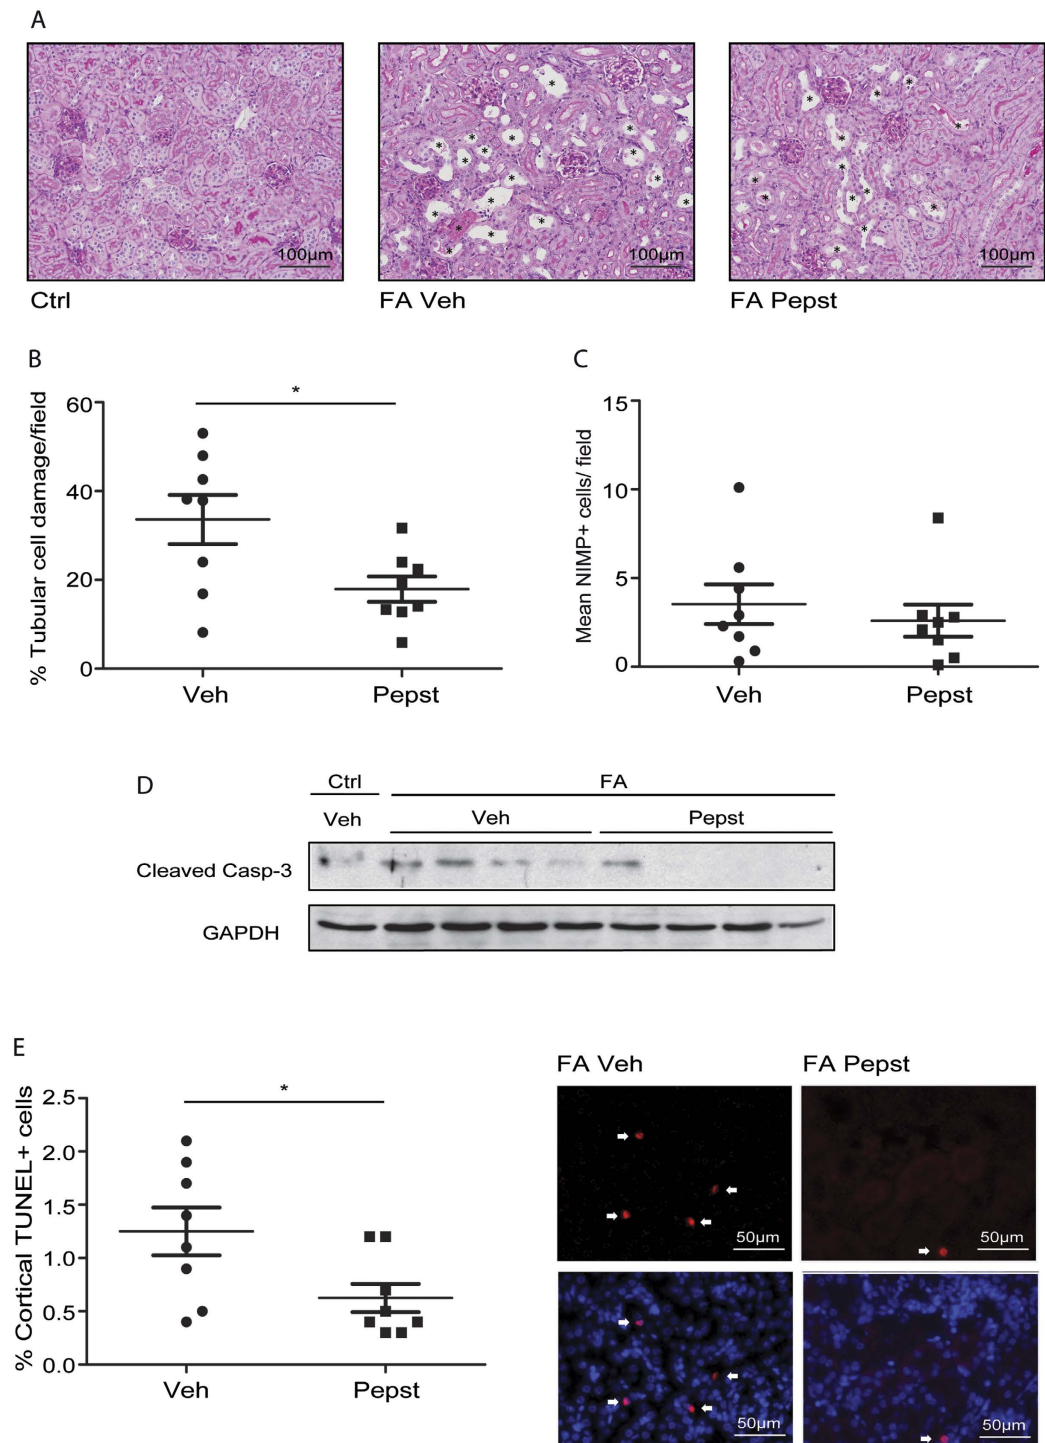 A
100μm
100μm
100μm
Ctrl
FA Veh
FA Pepst
B
% Tubular cell damage/field
60
40
20
0
*
Veh
Pepst
C
Mean NIMP+ cells/ field
15
10
5
0
Veh
Pepst
D
Ctrl
FA
Veh
Veh
Pepst
Cleaved Casp-3
GAPDH
E
% Cortical TUNEL+ cells
2.5
2.0
1.5
1.0
0.5
0.0
*
Veh
Pepst
FA Veh
FA Pepst
50μm
50μm
50μm
50μm